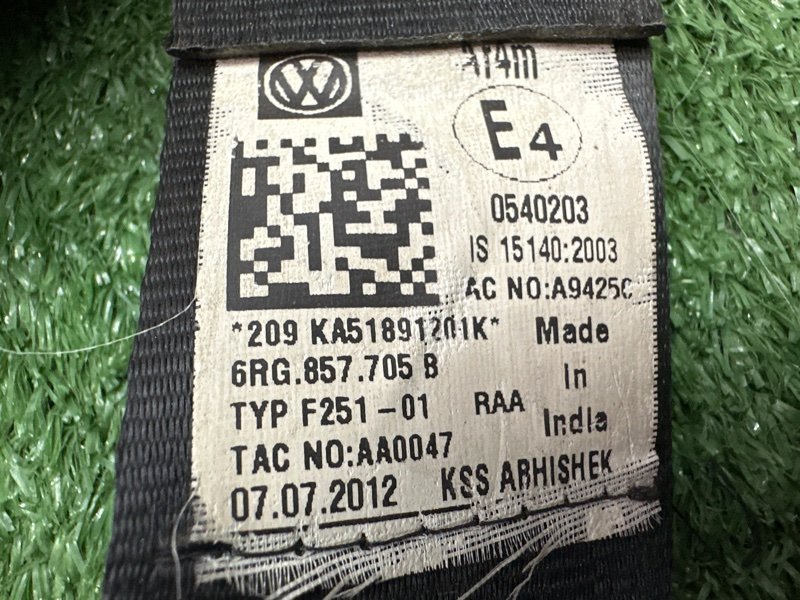 Ar4m
E4
0540203
IS 15140:2003
AC NO:A9425C
*209 KA51891201K* Made
6RG.857.705 B In
TYP F251-01 RAA India
TAC NO:AA0047
07.07.2012 KSS ABHISHEK